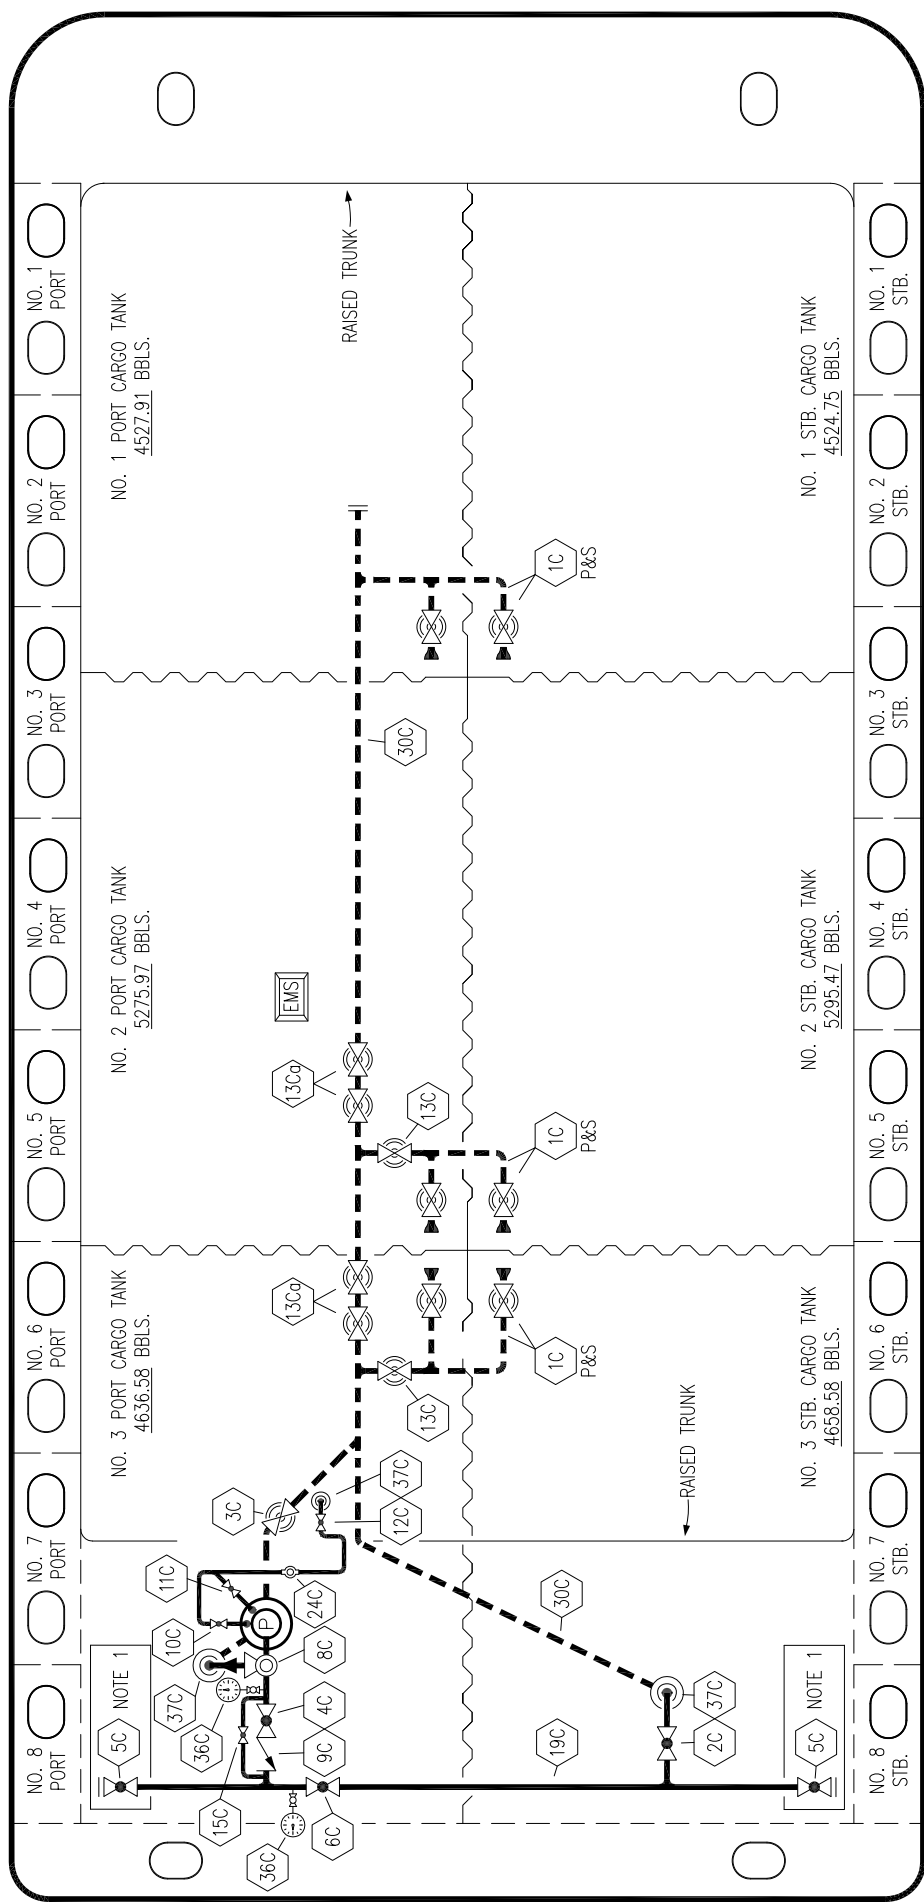 NO. 1
PORT
NO. 2
PORT
NO. 3
PORT
NO. 4
PORT
NO. 5
PORT
NO. 6
PORT
NO. 7
PORT
NO. 8
PORT
NO. 1 PORT CARGO TANK
4527.91 BBLS.
RAISED TRUNK
NO. 1 STB. CARGO TANK
4524.75 BBLS.
1C
P&S
30C
NO. 2 PORT CARGO TANK
5275.97 BBLS.
EMS
NO. 2 STB. CARGO TANK
5295.47 BBLS.
13Ca
13C
1C
P&S
NO. 3 PORT CARGO TANK
4636.58 BBLS.
13Ca
13C
1C
P&S
NO. 3 STB. CARGO TANK
4658.58 BBLS.
RAISED TRUNK
3C
37C
12C
11C
24C
10C
P
8C
37C
36C
4C
9C
15C
36C
6C
30C
19C
37C
2C
5C
NOTE 1
5C
NOTE 1
NO. 1
STB.
NO. 2
STB.
NO. 3
STB.
NO. 4
STB.
NO. 5
STB.
NO. 6
STB.
NO. 7
STB.
NO. 8
STB.